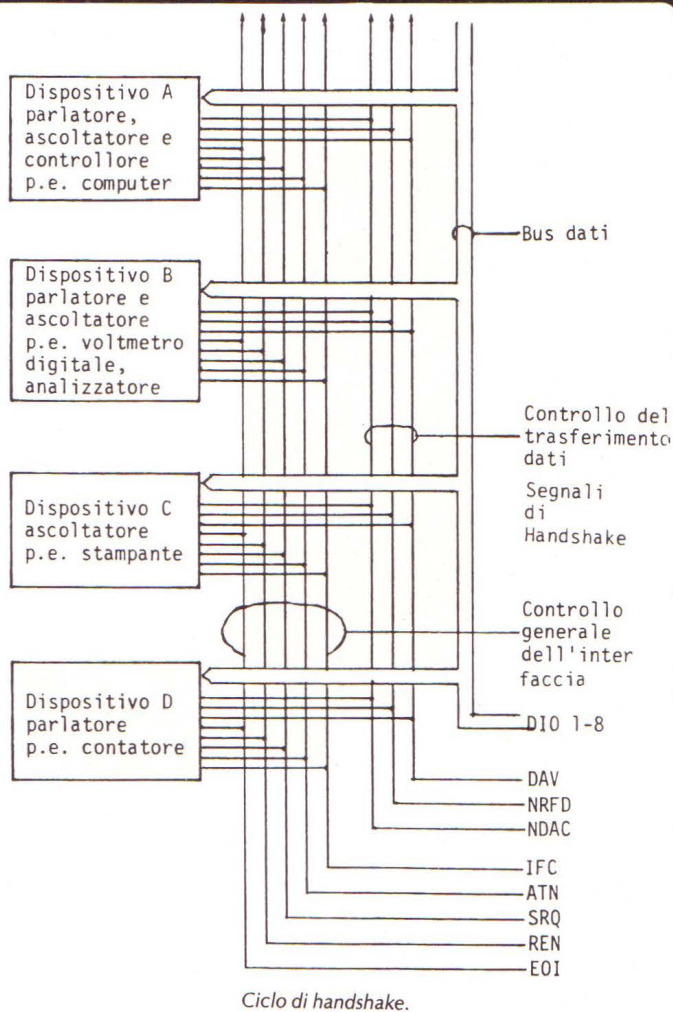 Dispositivo A
parlatore,
ascoltatore e
controllore
p.e. computer
Bus dati
Dispositivo B
parlatore e
ascoltatore
p.e. voltmetro
digitale,
analizzatore
Controllo del
trasferimento
dati
Segnali
di
Handshake
Dispositivo C
ascoltatore
p.e. stampante
Controllo
generale
dell'inter
faccia
Dispositivo D
parlatore
p.e. contatore
DIO 1-8
DAV
NRFD
NDAC
IFC
ATN
SRQ
REN
EOI
Ciclo di handshake.